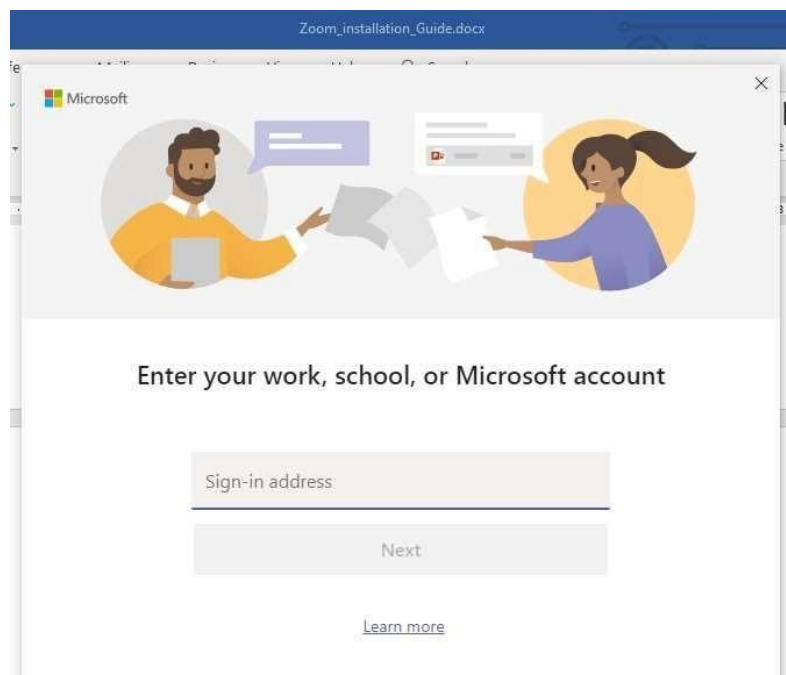 Zoom_installation_Guide.docx
Microsoft
Enter your work, school, or Microsoft account
Sign-in address
Next
Learn more